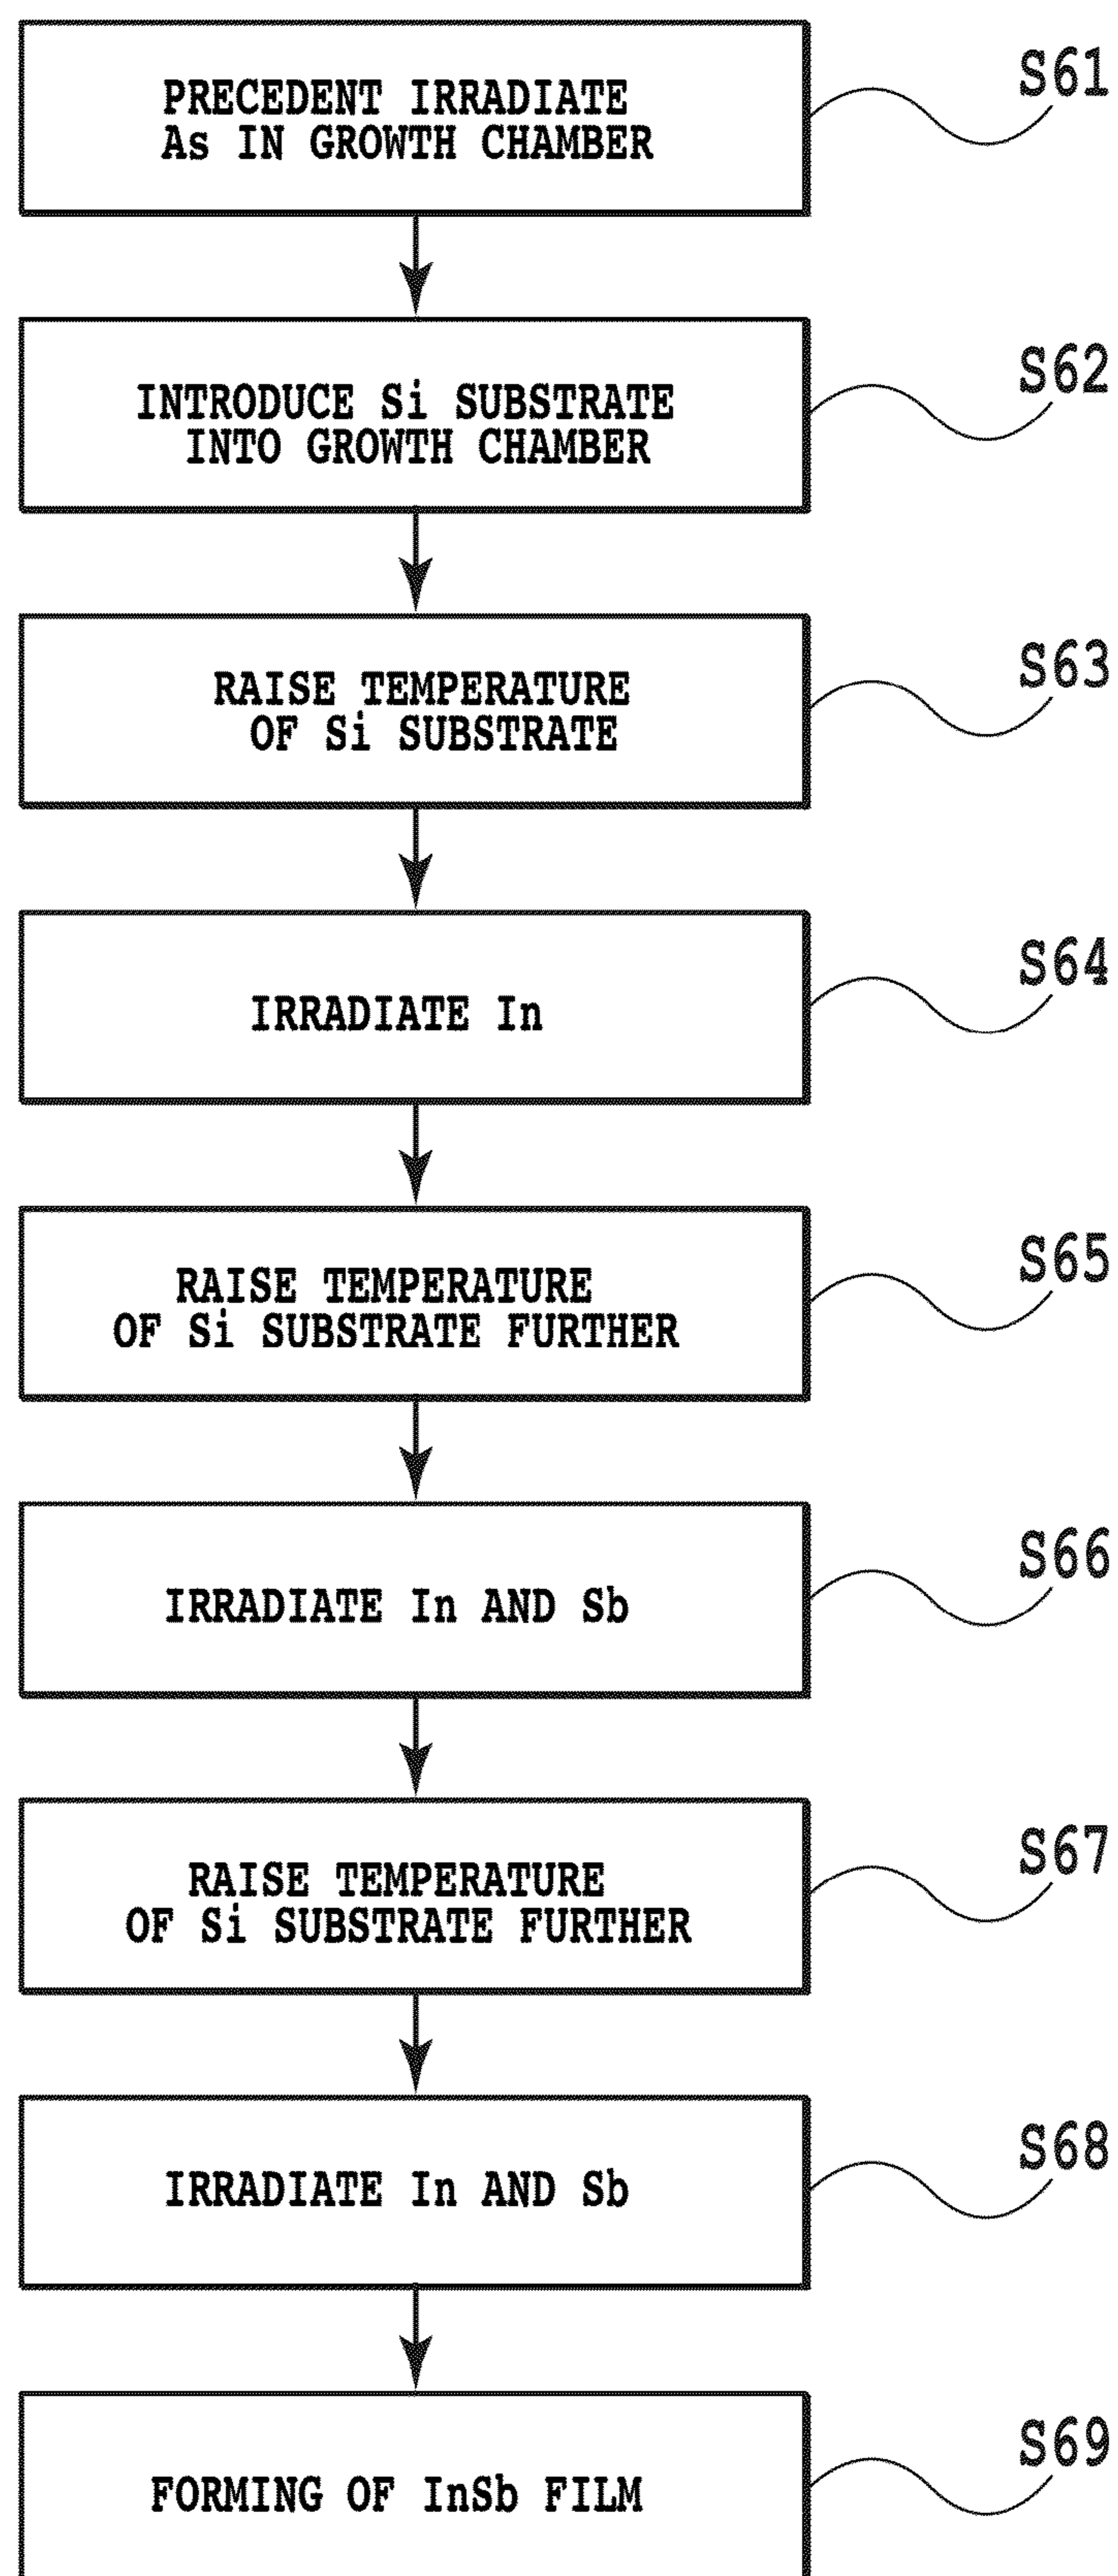 PRECEDENT IRRADIATE
As IN GROWTH CHAMBER
S61
INTRODUCE Si SUBSTRATE
INTO GROWTH CHAMBER
S62
RAISE TEMPERATURE
OF Si SUBSTRATE
S63
IRRADIATE In
S64
RAISE TEMPERATURE
OF Si SUBSTRATE FURTHER
S65
IRRADIATE In AND Sb
S66
RAISE TEMPERATURE
OF Si SUBSTRATE FURTHER
S67
IRRADIATE In AND Sb
S68
FORMING OF InSb FILM
S69